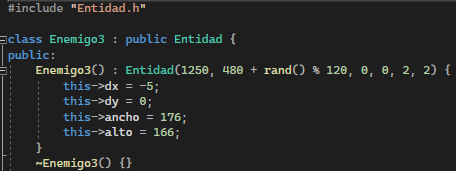 #include "Entidad.h"
class Enemigo3 : public Entidad {
public:
Enemigo3() : Entidad(1250, 480 + rand() % 120, 0, 0, 2, 2) {
this->dx = -5;
this->dy = 0;
this->ancho = 176;
this->alto = 166;
}
~Enemigo3() {}